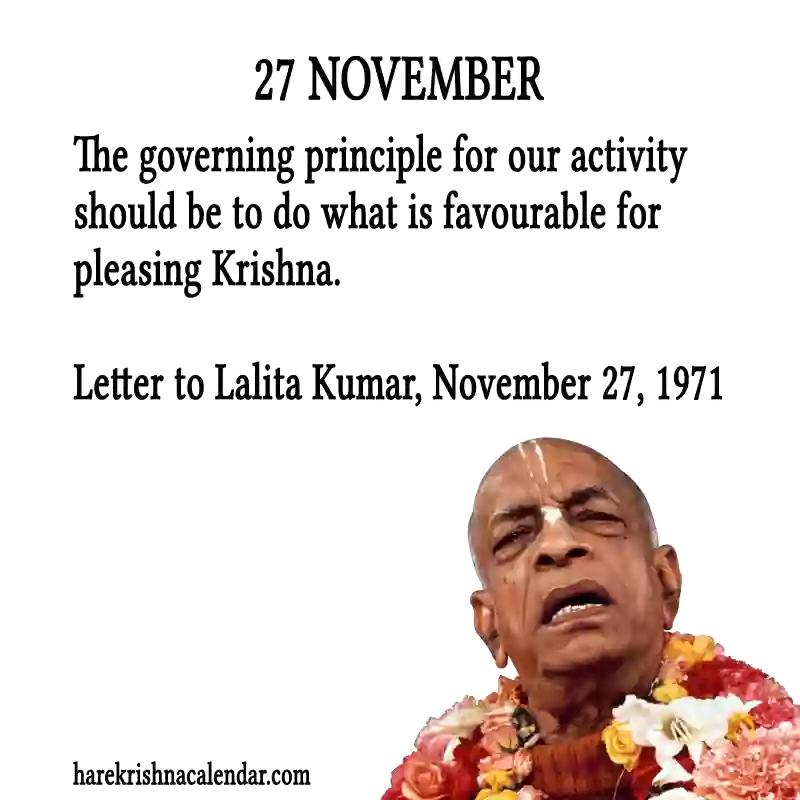 27 NOVEMBER
The governing principle for our activity
should be to do what is favourable for
pleasing Krishna.
Letter to Lalita Kumar, November 27, 1971
harekrishnacalendar.com